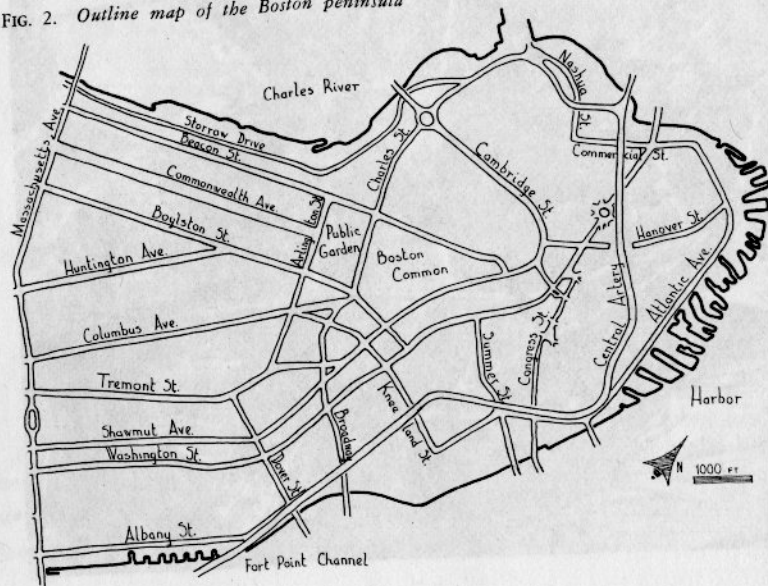 FIG. 2. Outline map of the Boston peninsula
Charles River
Nashua St.
Storrow Drive
Beacon St.
Massachusetts Ave.
Commonwealth Ave.
Charles St.
Cambridge St.
Commercial St.
Boylston St.
Arlington St.
Public
Garden
Boston
Common
Hanover St.
Huntington Ave.
Atlantic Ave.
Central Artery
Columbus Ave.
Summer St.
Congress St.
Tremont St.
Kneeland St.
Harbor
Shawmut Ave.
Broadway
Washington St.
Dover St.
N
1000 FT
Albany St.
Fort Point Channel